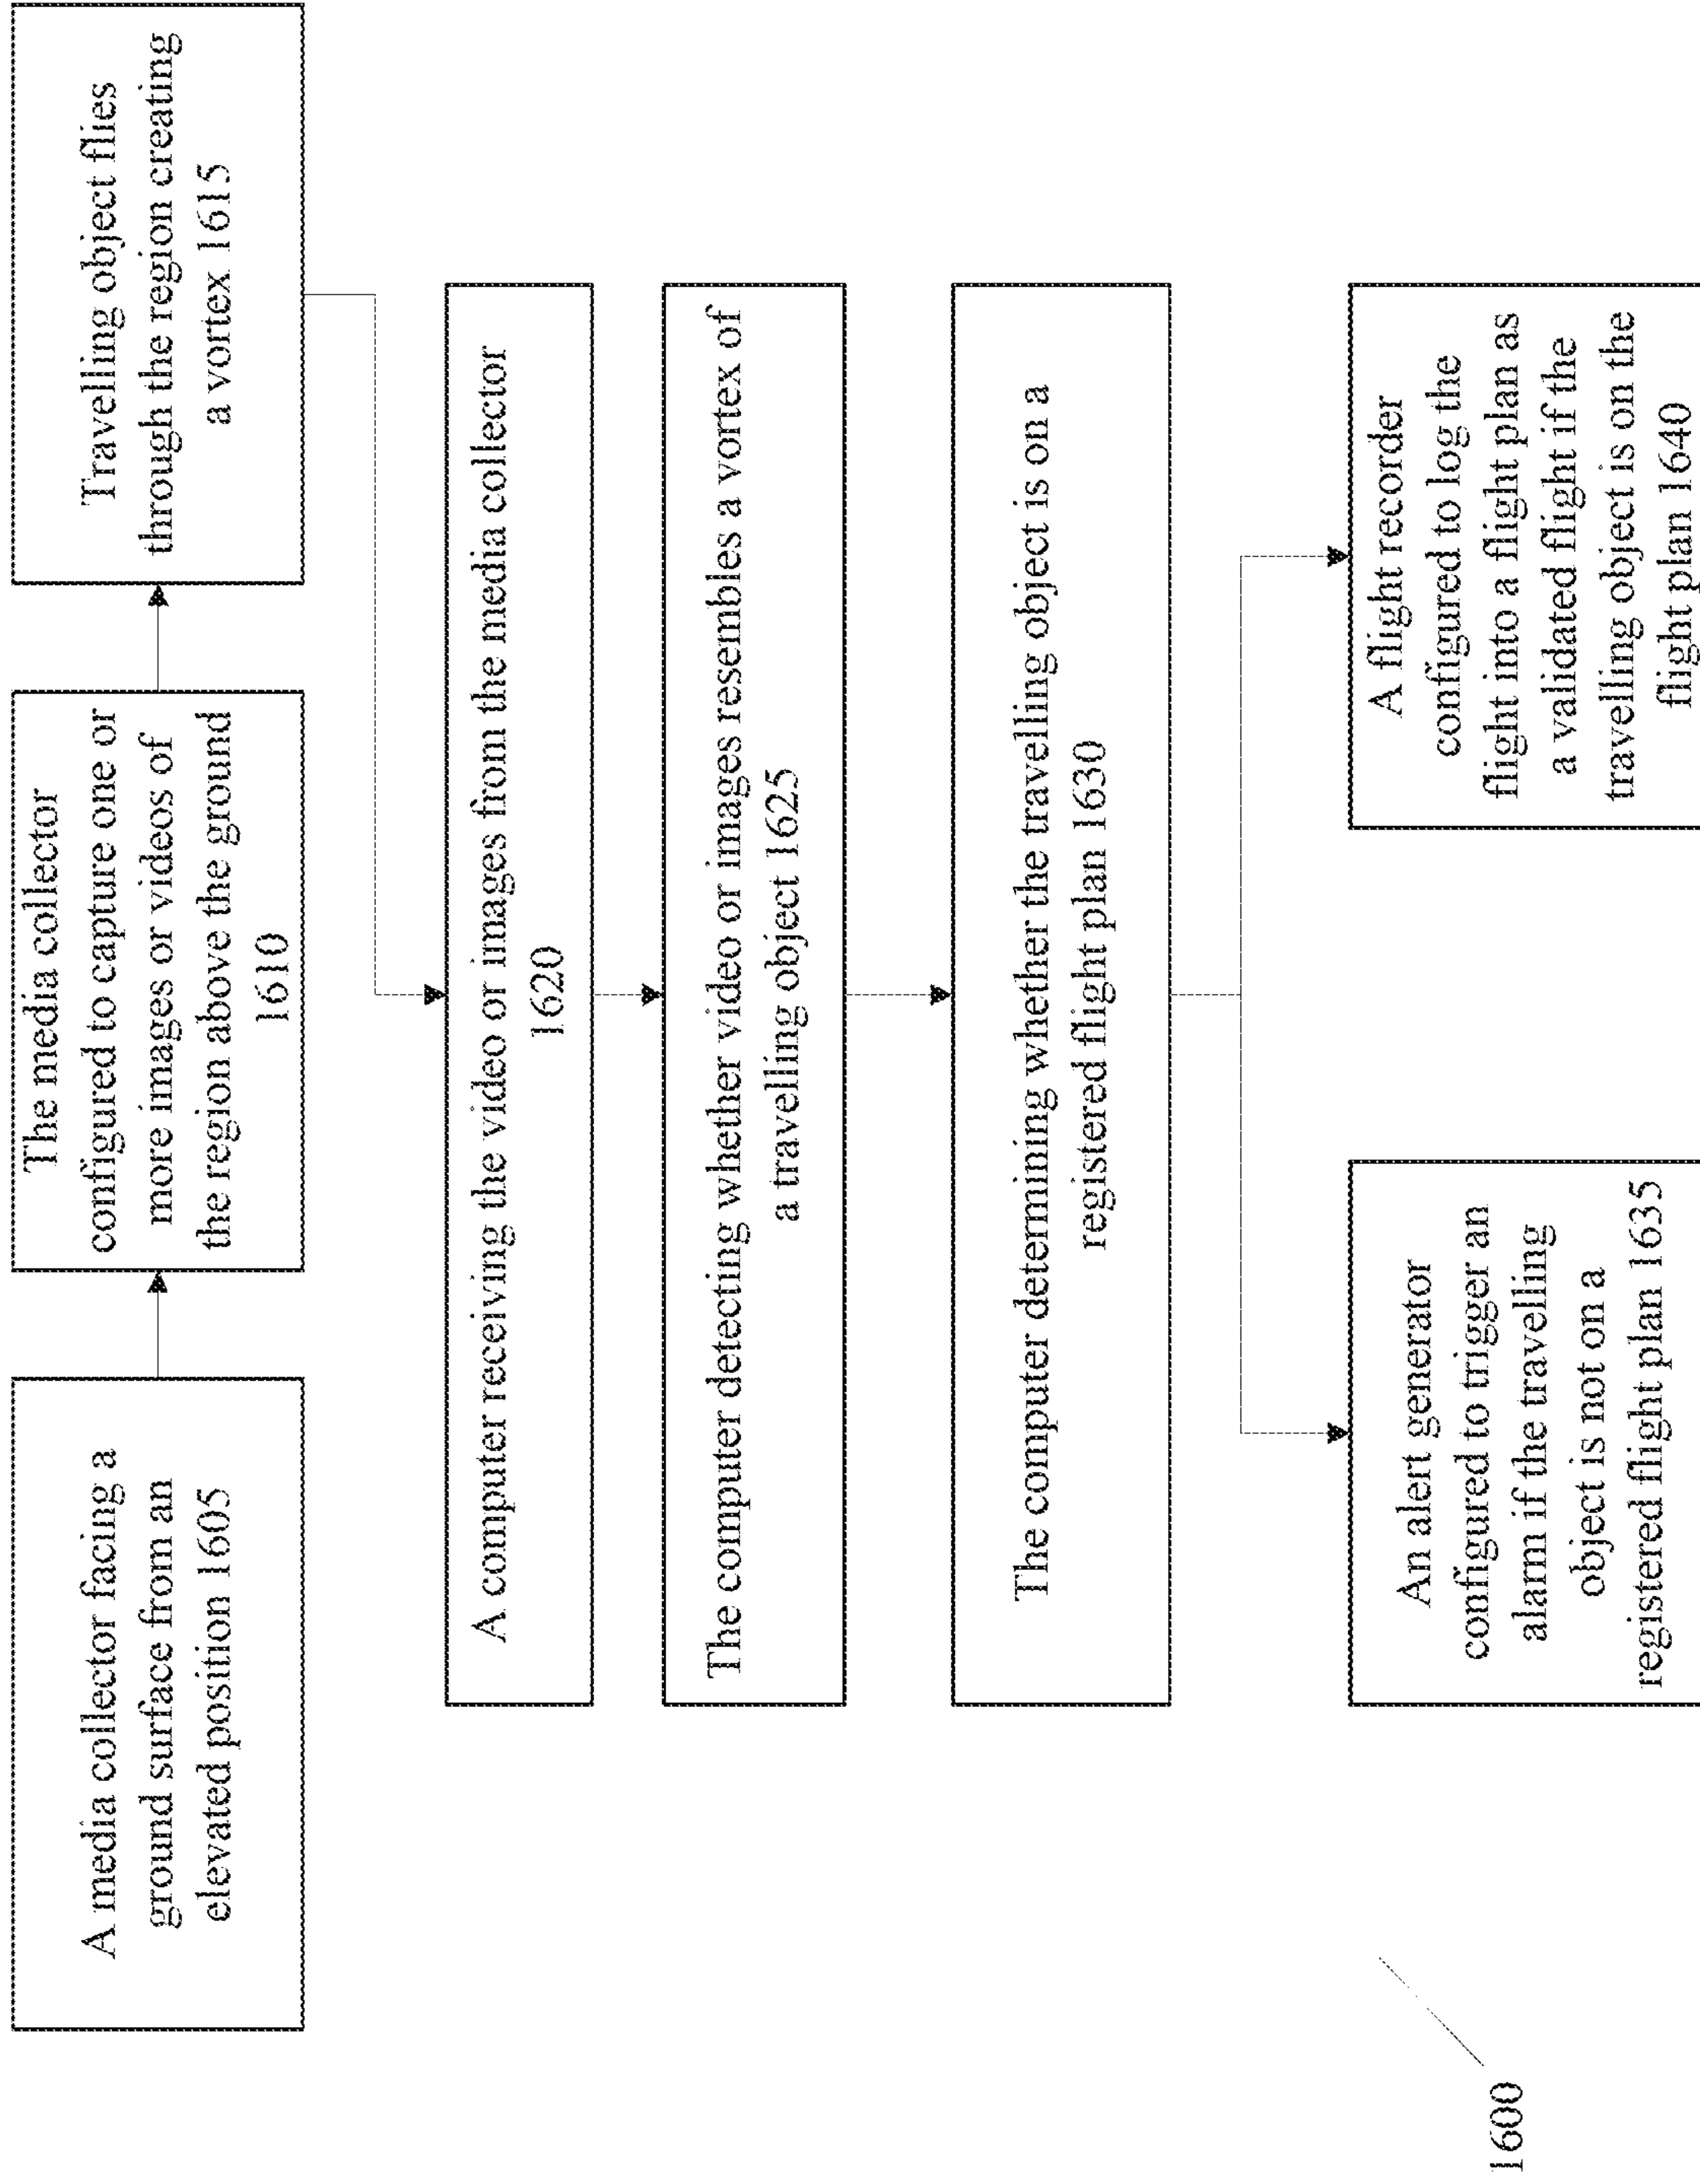 A media collector facing a
ground surface from an
elevated position 1605
The media collector
configured to capture one or
more images or videos of
the region above the ground
1610
Travelling object flies
through the region creating
a vortex 1615
A computer receiving the video or images from the media collector
1620
The computer detecting whether video or images resembles a vortex of
a travelling object 1625
The computer determining whether the travelling object is on a
registered flight plan 1630
An alert generator
configured to trigger an
alarm if the travelling
object is not on a
registered flight plan 1635
A flight recorder
configured to log the
flight into a flight plan as
a validated flight if the
travelling object is on the
flight plan 1640
1600